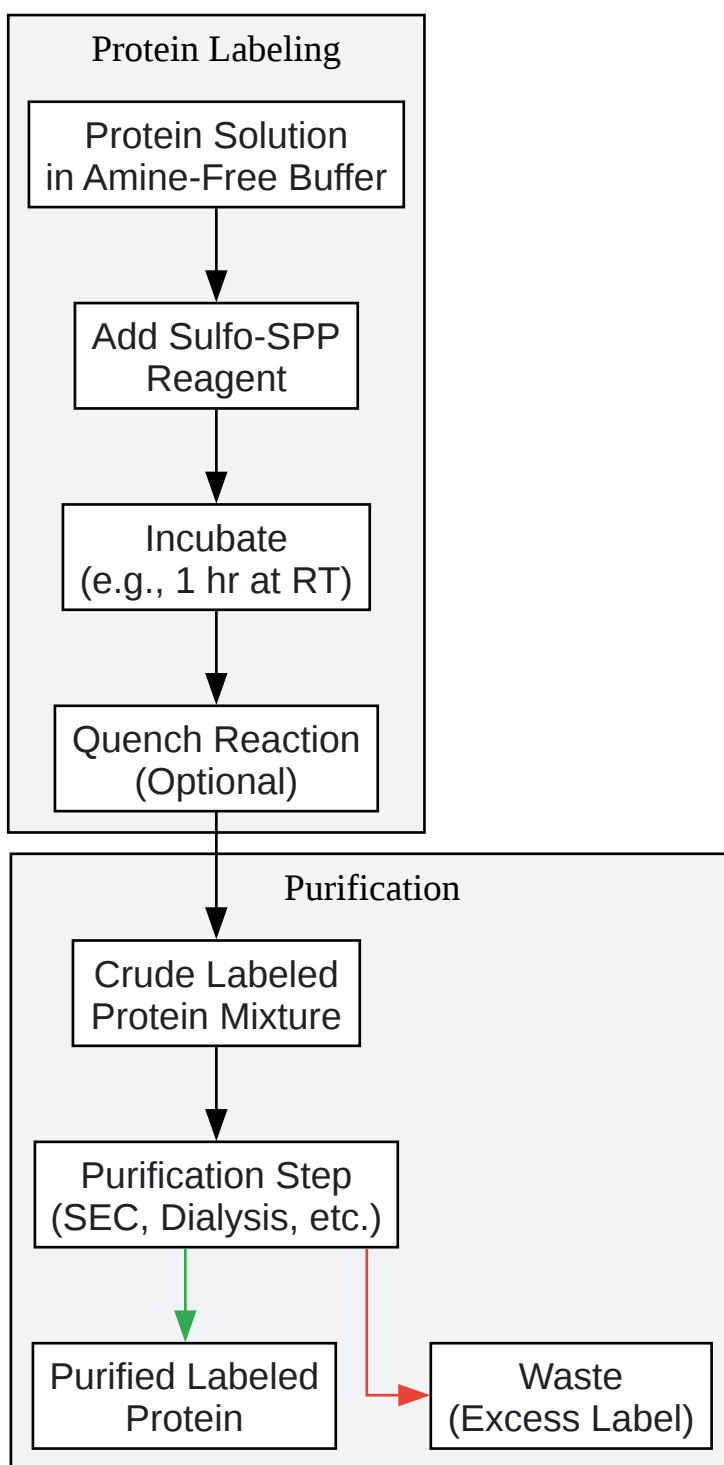 Protein Labeling
Protein Solution
in Amine-Free Buffer
Add Sulfo-SPP
Reagent
Incubate
(e.g., 1 hr at RT)
Quench Reaction
(Optional)
Purification
Crude Labeled
Protein Mixture
Purification Step
(SEC, Dialysis, etc.)
Purified Labeled
Protein
Waste
(Excess Label)